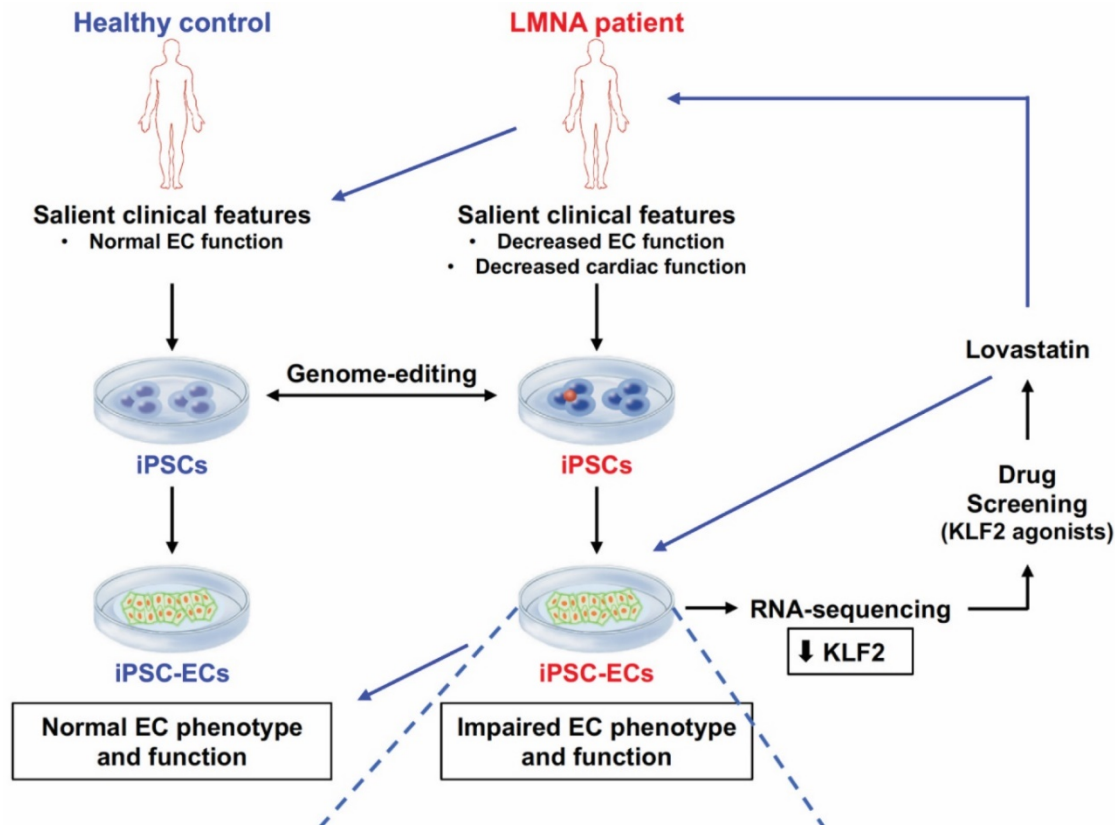 Healthy control
LMNA patient
Salient clinical features
• Normal EC function
Salient clinical features
• Decreased EC function
• Decreased cardiac function
Genome-editing
iPSCs
iPSCs
Lovastatin
Drug
Screening
(KLF2 agonists)
RNA-sequencing
⬇ KLF2
iPSC-ECs
iPSC-ECs
Normal EC phenotype
and function
Impaired EC phenotype
and function